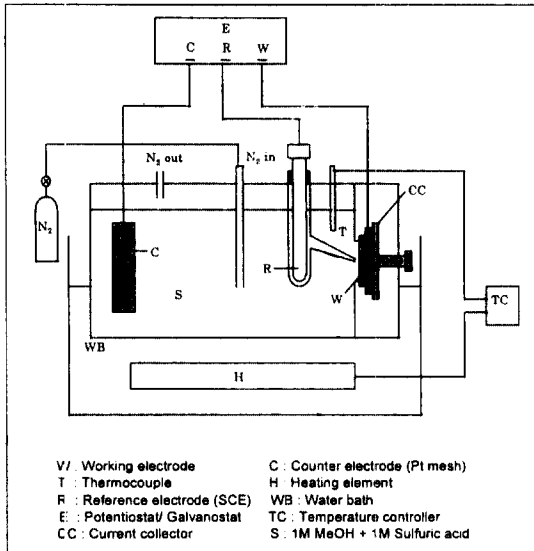 E
C R W
N₂ out
N₂ in
CC
N₂
T
C
R
S
W
TC
WB
H
W : Working electrode
C : Counter electrode (Pt mesh)
T : Thermocouple
H : Heating element
R : Reference electrode (SCE)
WB : Water bath
E : Potentiostat/ Galvanostat
TC : Temperature controller
CC : Current collector
S : 1M MeOH + 1M Sulfuric acid